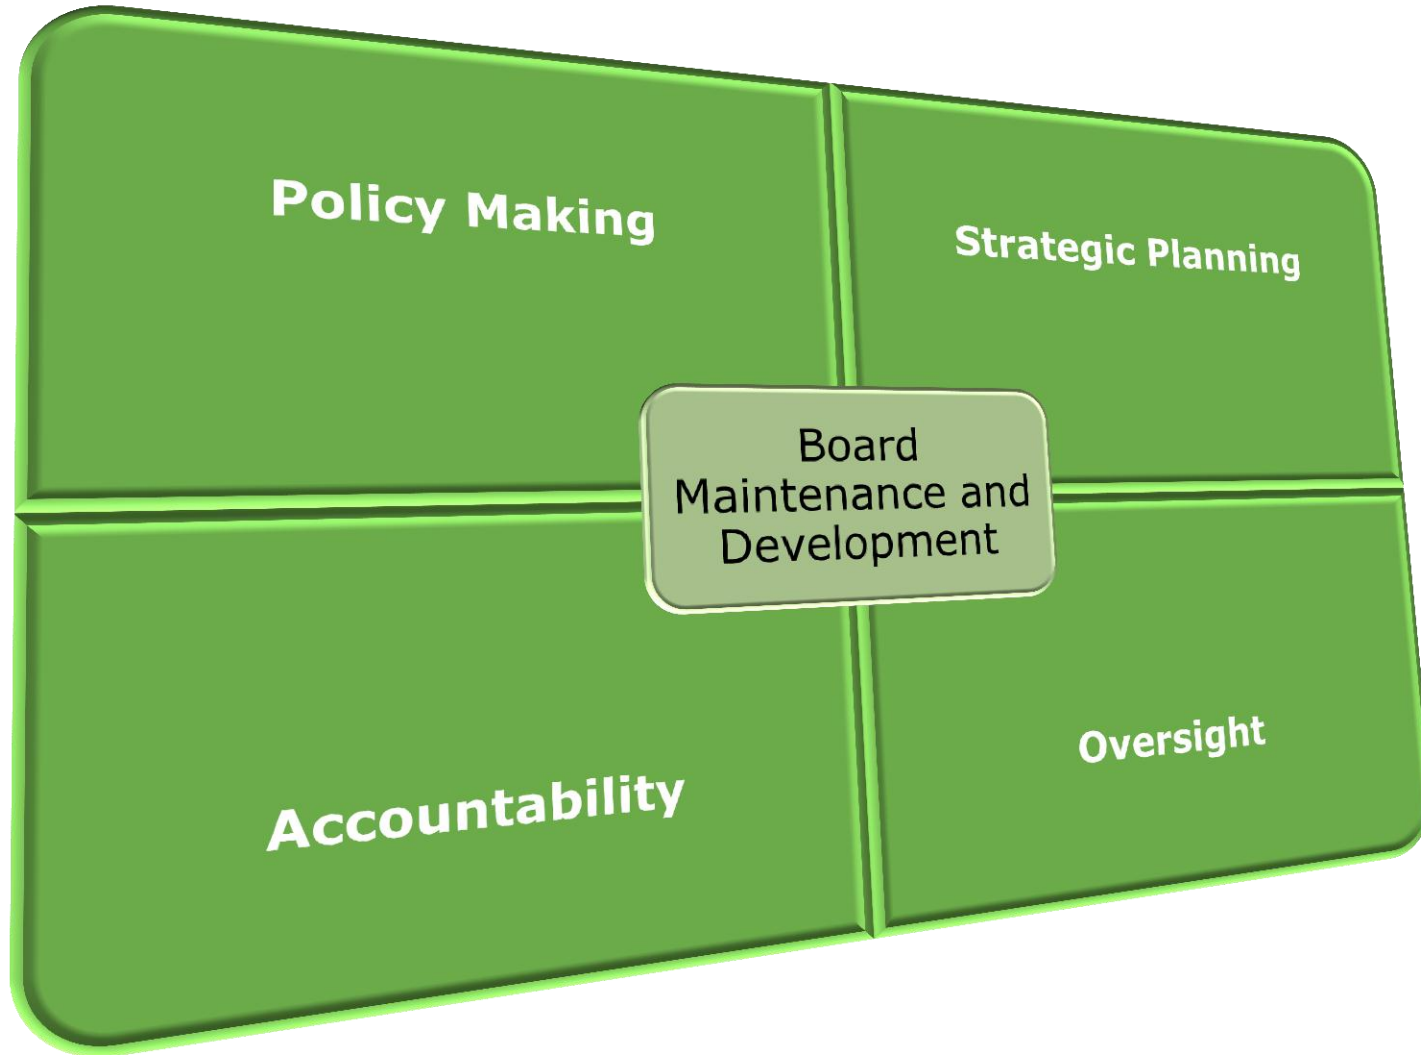 Policy Making
Strategic Planning
Board
Maintenance and
Development
Accountability
Oversight